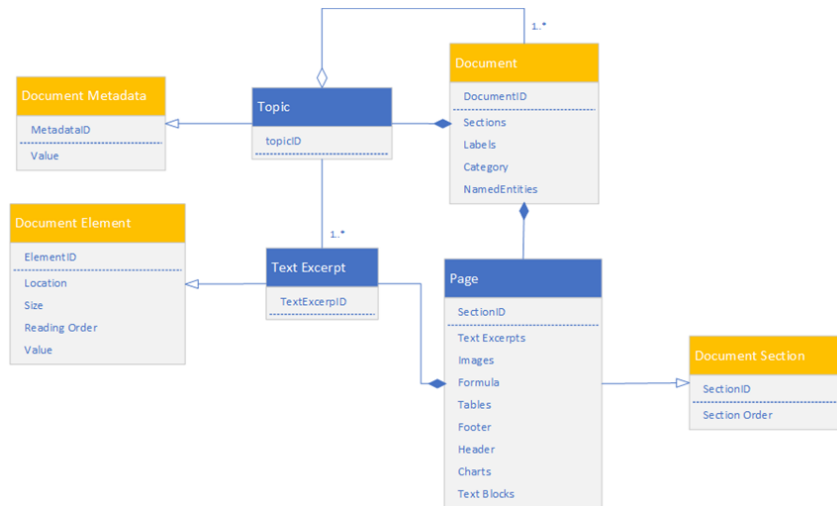 1..*
Document
DocumentID
Sections
Labels
Category
NamedEntities
Document Metadata
MetadataID
Value
Topic
topicID
1..*
Document Element
ElementID
Location
Size
Reading Order
Value
Text Excerpt
TextExcerpID
Page
SectionID
Text Excerpts
Images
Formula
Tables
Footer
Header
Charts
Text Blocks
Document Section
SectionID
Section Order